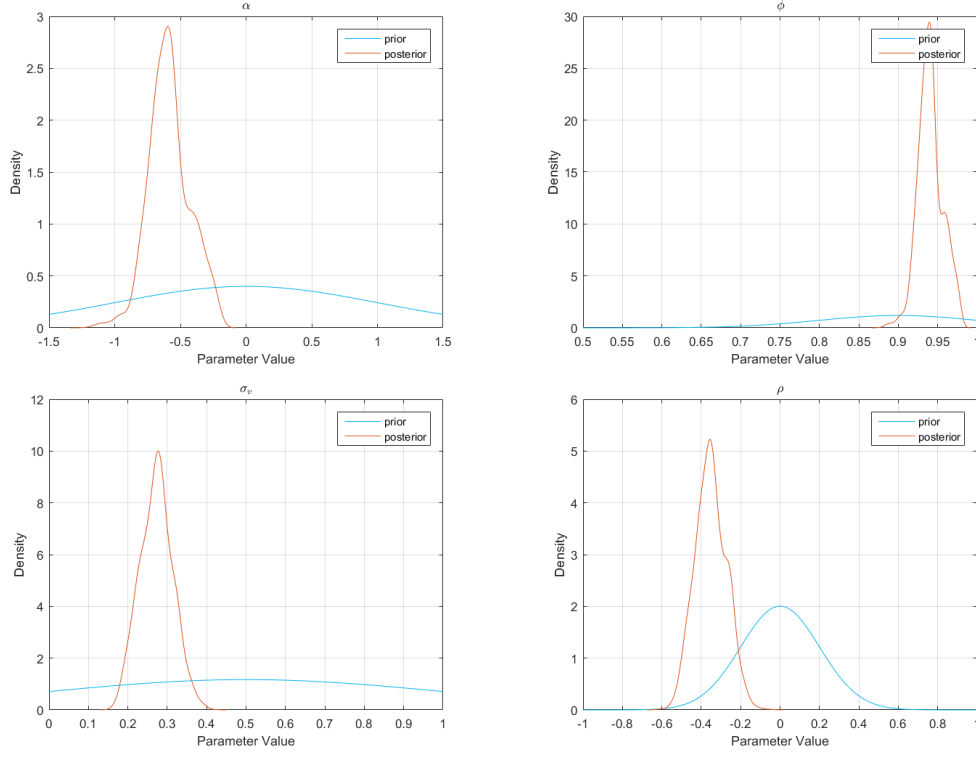 α
3
2.5
2
1.5
1
0.5
0
Density
prior
posterior
-1.5 -1 -0.5 0 0.5 1 1.5
Parameter Value
ϕ
30
25
20
15
10
5
0
Density
prior
posterior
0.5 0.55 0.6 0.65 0.7 0.75 0.8 0.85 0.9 0.95 1
Parameter Value
σv
12
10
8
6
4
2
0
Density
prior
posterior
0 0.1 0.2 0.3 0.4 0.5 0.6 0.7 0.8 0.9 1
Parameter Value
ρ
6
5
4
3
2
1
0
Density
prior
posterior
-1 -0.8 -0.6 -0.4 -0.2 0 0.2 0.4 0.6 0.8 1
Parameter Value